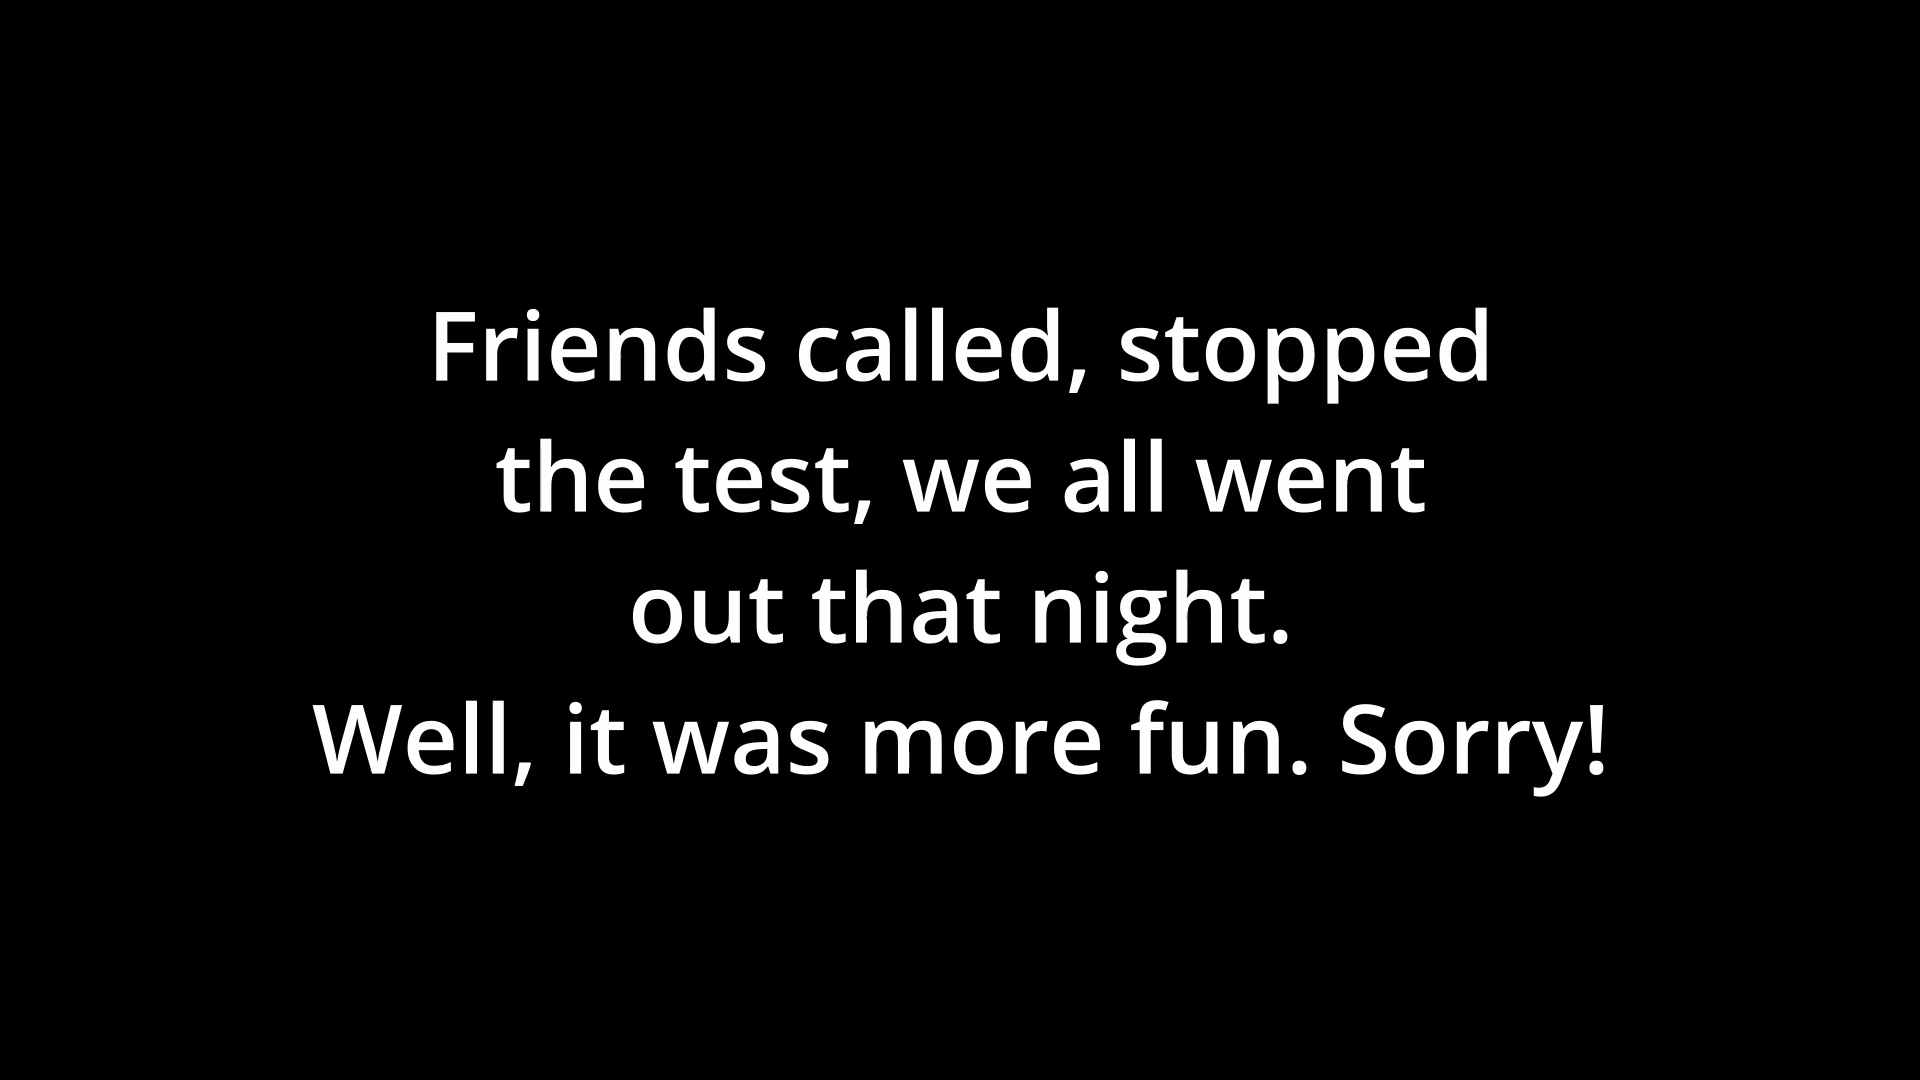 Friends called, stopped
the test, we all went
out that night.
Well, it was more fun. Sorry!